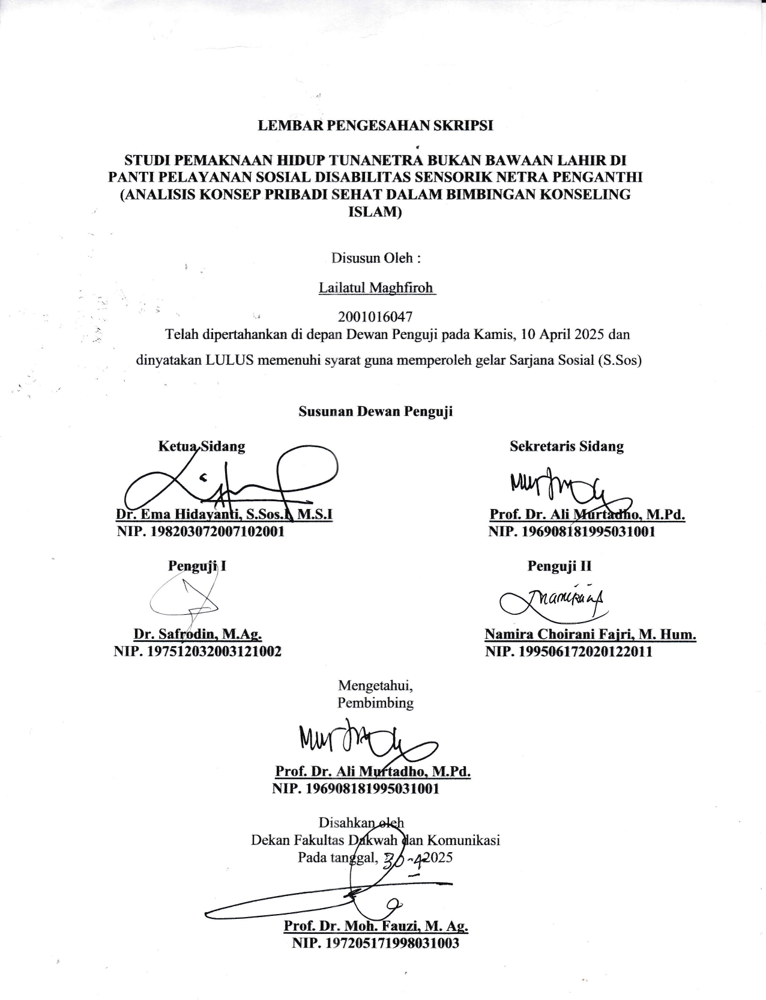 LEMBAR PENGESAHAN SKRIPSI
STUDI PEMAKNAAN HIDUP TUNANETRA BUKAN BAWAAN LAHIR DI
PANTI PELAYANAN SOSIAL DISABILITAS SENSORIK NETRA PENGANTHI
(ANALISIS KONSEP PRIBADI SEHAT DALAM BIMBINGAN KONSELING
ISLAM)
Disusun Oleh :
Lailatul Maghfiroh
2001016047
Telah dipertahankan di depan Dewan Penguji pada Kamis, 10 April 2025 dan
dinyatakan LULUS memenuhi syarat guna memperoleh gelar Sarjana Sosial (S.Sos)
Susunan Dewan Penguji
Ketua Sidang
Dr. Ema Hidayanti, S.Sos.I, M.S.I
NIP. 198203072007102001
Sekretaris Sidang
Prof. Dr. Ali Murtadho, M.Pd.
NIP. 196908181995031001
Penguji I
Dr. Safrodin, M.Ag.
NIP. 197512032003121002
Penguji II
Namira Choirani Fajri, M. Hum.
NIP. 199506172020122011
Mengetahui,
Pembimbing
Prof. Dr. Ali Murtadho, M.Pd.
NIP. 196908181995031001
Disahkan oleh
Dekan Fakultas Dakwah dan Komunikasi
Pada tanggal, 30-4-2025
Prof. Dr. Moh. Fauzi, M. Ag.
NIP. 197205171998031003